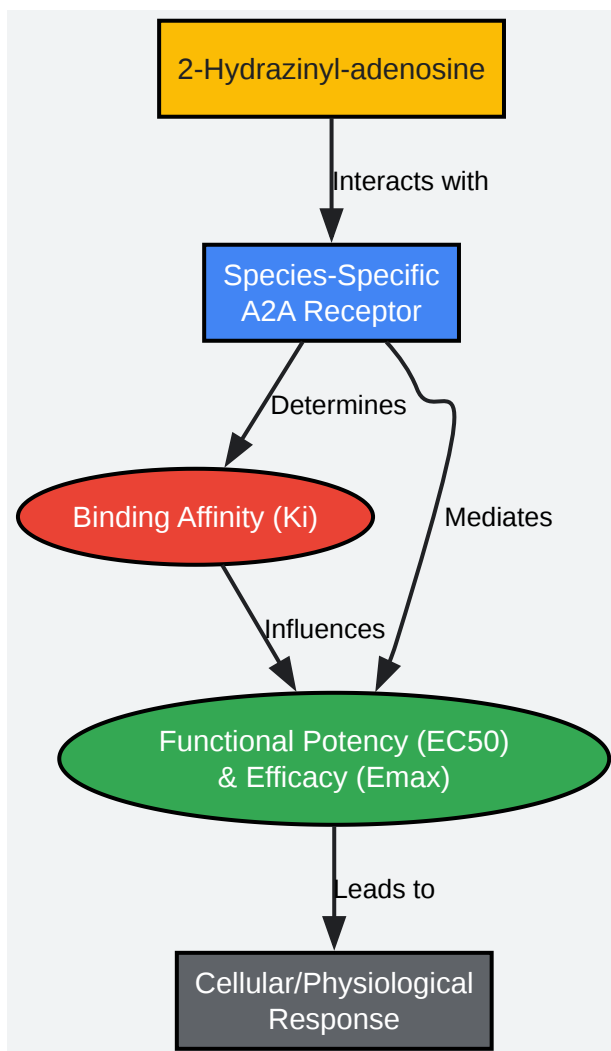 2-Hydrazinyl-adenosine
Interacts with
Species-Specific
A2A Receptor
Determines
Binding Affinity (Ki)
Mediates
Influences
Functional Potency (EC50)
& Efficacy (Emax)
Leads to
Cellular/Physiological
Response